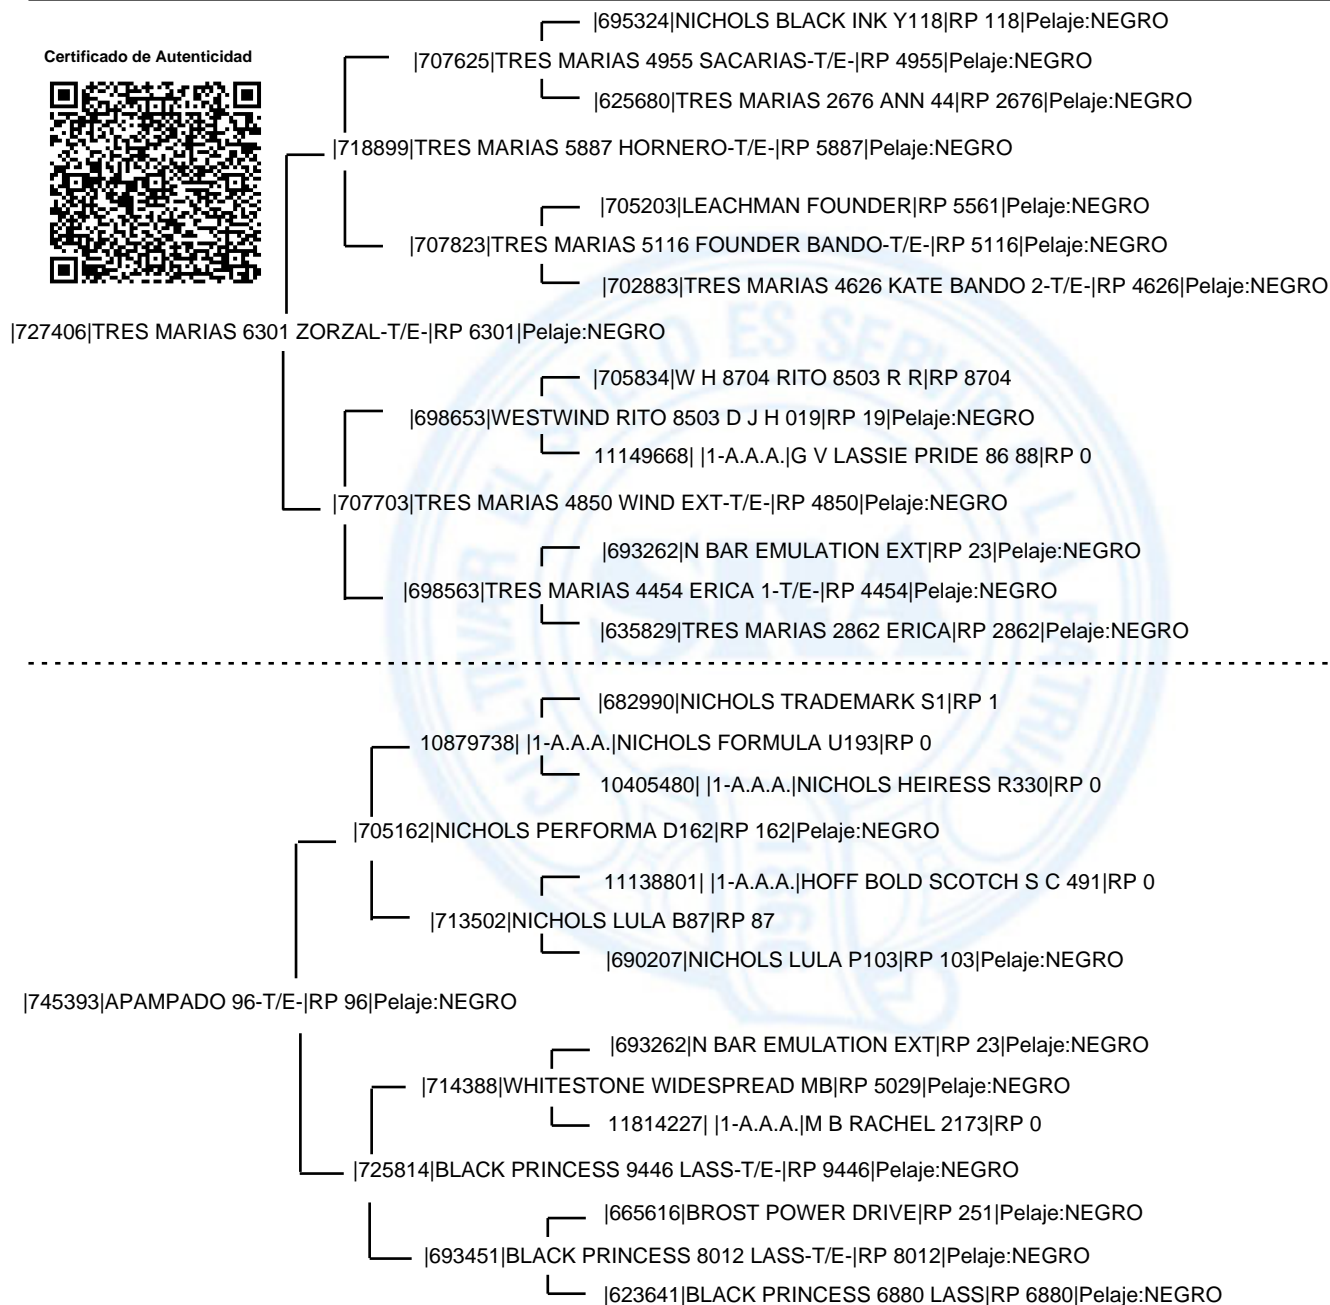 |695324|NICHOLS BLACK INK Y118|RP 118|Pelaje:NEGRO
Certificado de Autenticidad
|707625|TRES MARIAS 4955 SACARIAS-T/E-|RP 4955|Pelaje:NEGRO
|625680|TRES MARIAS 2676 ANN 44|RP 2676|Pelaje:NEGRO
|718899|TRES MARIAS 5887 HORNERO-T/E-|RP 5887|Pelaje:NEGRO
|705203|LEACHMAN FOUNDER|RP 5561|Pelaje:NEGRO
|707823|TRES MARIAS 5116 FOUNDER BANDO-T/E-|RP 5116|Pelaje:NEGRO
|702883|TRES MARIAS 4626 KATE BANDO 2-T/E-|RP 4626|Pelaje:NEGRO
|727406|TRES MARIAS 6301 ZORZAL-T/E-|RP 6301|Pelaje:NEGRO
|705834|W H 8704 RITO 8503 R R|RP 8704
|698653|WESTWIND RITO 8503 D J H 019|RP 19|Pelaje:NEGRO
11149668| |1-A.A.A.|G V LASSIE PRIDE 86 88|RP 0
|707703|TRES MARIAS 4850 WIND EXT-T/E-|RP 4850|Pelaje:NEGRO
|693262|N BAR EMULATION EXT|RP 23|Pelaje:NEGRO
|698563|TRES MARIAS 4454 ERICA 1-T/E-|RP 4454|Pelaje:NEGRO
|635829|TRES MARIAS 2862 ERICA|RP 2862|Pelaje:NEGRO
|682990|NICHOLS TRADEMARK S1|RP 1
10879738| |1-A.A.A.|NICHOLS FORMULA U193|RP 0
10405480| |1-A.A.A.|NICHOLS HEIRESS R330|RP 0
|705162|NICHOLS PERFORMA D162|RP 162|Pelaje:NEGRO
11138801| |1-A.A.A.|HOFF BOLD SCOTCH S C 491|RP 0
|713502|NICHOLS LULA B87|RP 87
|690207|NICHOLS LULA P103|RP 103|Pelaje:NEGRO
|745393|APAMPADO 96-T/E-|RP 96|Pelaje:NEGRO
|693262|N BAR EMULATION EXT|RP 23|Pelaje:NEGRO
|714388|WHITESTONE WIDESPREAD MB|RP 5029|Pelaje:NEGRO
11814227| |1-A.A.A.|M B RACHEL 2173|RP 0
|725814|BLACK PRINCESS 9446 LASS-T/E-|RP 9446|Pelaje:NEGRO
|665616|BROST POWER DRIVE|RP 251|Pelaje:NEGRO
|693451|BLACK PRINCESS 8012 LASS-T/E-|RP 8012|Pelaje:NEGRO
|623641|BLACK PRINCESS 6880 LASS|RP 6880|Pelaje:NEGRO
CULTIVAR EL SUELO ES SERVIR A LA PATRIA
SRA
1866